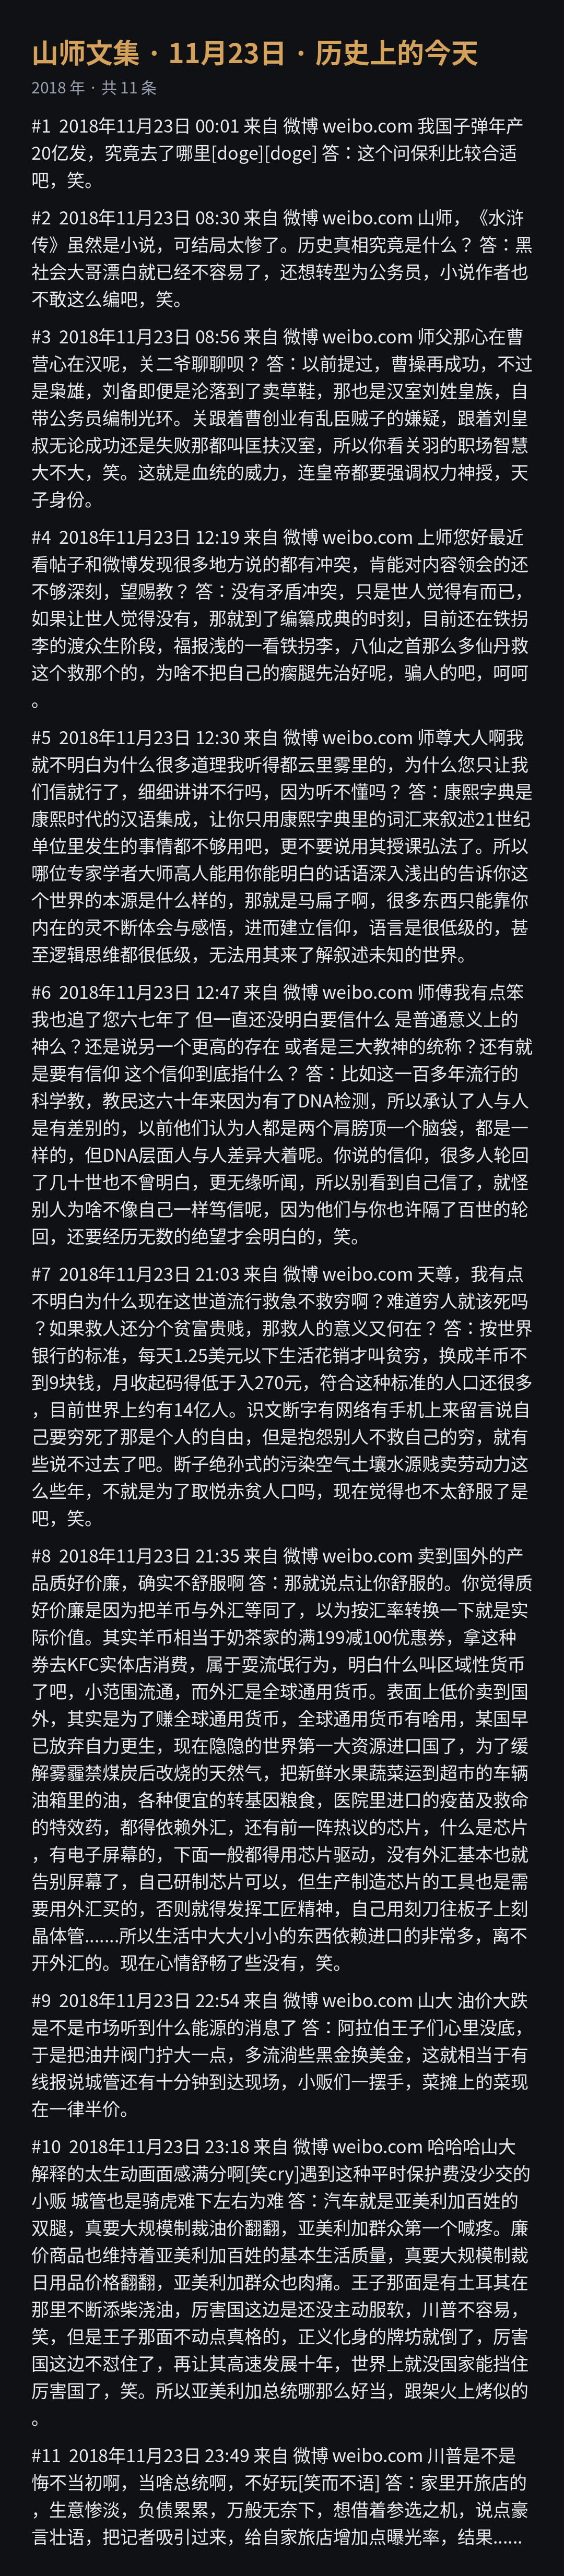 山师文集 · 11月23日 · 历史上的今天
2018 年 · 共 11 条
#1 2018年11月23日 00:01 来自 微博 weibo.com 我国子弹年产
20亿发，究竟去了哪里[doge][doge] 答：这个问保利比较合适
吧，笑。
#2 2018年11月23日 08:30 来自 微博 weibo.com 山师，《水浒
传》虽然是小说，可结局太惨了。历史真相究竟是什么？ 答：黑
社会大哥漂白就已经不容易了，还想转型为公务员，小说作者也
不敢这么编吧，笑。
#3 2018年11月23日 08:56 来自 微博 weibo.com 师父那心在曹
营心在汉呢，关二爷聊聊呗？ 答：以前提过，曹操再成功，不过
是枭雄，刘备即便是沦落到了卖草鞋，那也是汉室刘姓皇族，自
带公务员编制光环。关跟着曹创业有乱臣贼子的嫌疑，跟着刘皇
叔无论成功还是失败那都叫匡扶汉室，所以你看关羽的职场智慧
大不大，笑。这就是血统的威力，连皇帝都要强调权力神授，天
子身份。
#4 2018年11月23日 12:19 来自 微博 weibo.com 上师您好最近
看帖子和微博发现很多地方说的都有冲突，肯能对内容领会的还
不够深刻，望赐教？ 答：没有矛盾冲突，只是世人觉得有而已，
如果让世人觉得没有，那就到了编纂成典的时刻，目前还在铁拐
李的渡众生阶段，福报浅的一看铁拐李，八仙之首那么多仙丹救
这个救那个的，为啥不把自己的瘸腿先治好呢，骗人的吧，呵呵
。
#5 2018年11月23日 12:30 来自 微博 weibo.com 师尊大人啊我
就不明白为什么很多道理我听得都云里雾里的，为什么您只让我
们信就行了，细细讲讲不行吗，因为听不懂吗？ 答：康熙字典是
康熙时代的汉语集成，让你只用康熙字典里的词汇来叙述21世纪
单位里发生的事情都不够用吧，更不要说用其授课弘法了。所以
哪位专家学者大师高人能用你能明白的话语深入浅出的告诉你这
个世界的本源是什么样的，那就是马扁子啊，很多东西只能靠你
内在的灵不断体会与感悟，进而建立信仰，语言是很低级的，甚
至逻辑思维都很低级，无法用其来了解叙述未知的世界。
#6 2018年11月23日 12:47 来自 微博 weibo.com 师傅我有点笨
我也追了您六七年了 但一直还没明白要信什么 是普通意义上的
神么？还是说另一个更高的存在 或者是三大教神的统称？还有就
是要有信仰 这个信仰到底指什么？ 答：比如这一百多年流行的
科学教，教民这六十年来因为有了DNA检测，所以承认了人与人
是有差别的，以前他们认为人都是两个肩膀顶一个脑袋，都是一
样的，但DNA层面人与人差异大着呢。你说的信仰，很多人轮回
了几十世也不曾明白，更无缘听闻，所以别看到自己信了，就怪
别人为啥不像自己一样笃信呢，因为他们与你也许隔了百世的轮
回，还要经历无数的绝望才会明白的，笑。
#7 2018年11月23日 21:03 来自 微博 weibo.com 天尊，我有点
不明白为什么现在这世道流行救急不救穷啊？难道穷人就该死吗
？如果救人还分个贫富贵贱，那救人的意义又何在？ 答：按世界
银行的标准，每天1.25美元以下生活花销才叫贫穷，换成羊币不
到9块钱，月收起码得低于入270元，符合这种标准的人口还很多
，目前世界上约有14亿人。识文断字有网络有手机上来留言说自
己要穷死了那是个人的自由，但是抱怨别人不救自己的穷，就有
些说不过去了吧。断子绝孙式的污染空气土壤水源贱卖劳动力这
么些年，不就是为了取悦赤贫人口吗，现在觉得也不太舒服了是
吧，笑。
#8 2018年11月23日 21:35 来自 微博 weibo.com 卖到国外的产
品质好价廉，确实不舒服啊 答：那就说点让你舒服的。你觉得质
好价廉是因为把羊币与外汇等同了，以为按汇率转换一下就是实
际价值。其实羊币相当于奶茶家的满199减100优惠券，拿这种
券去KFC实体店消费，属于耍流氓行为，明白什么叫区域性货币
了吧，小范围流通，而外汇是全球通用货币。表面上低价卖到国
外，其实是为了赚全球通用货币，全球通用货币有啥用，某国早
已放弃自力更生，现在隐隐的世界第一大资源进口国了，为了缓
解雾霾禁煤炭后改烧的天然气，把新鲜水果蔬菜运到超市的车辆
油箱里的油，各种便宜的转基因粮食，医院里进口的疫苗及救命
的特效药，都得依赖外汇，还有前一阵热议的芯片，什么是芯片
，有电子屏幕的，下面一般都得用芯片驱动，没有外汇基本也就
告别屏幕了，自己研制芯片可以，但生产制造芯片的工具也是需
要用外汇买的，否则就得发挥工匠精神，自己用刻刀往板子上刻
晶体管.......所以生活中大大小小的东西依赖进口的非常多，离不
开外汇的。现在心情舒畅了些没有，笑。
#9 2018年11月23日 22:54 来自 微博 weibo.com 山大 油价大跌
是不是市场听到什么能源的消息了 答：阿拉伯王子们心里没底，
于是把油井阀门拧大一点，多流淌些黑金换美金，这就相当于有
线报说城管还有十分钟到达现场，小贩们一摆手，菜摊上的菜现
在一律半价。
#10 2018年11月23日 23:18 来自 微博 weibo.com 哈哈哈山大
解释的太生动画面感满分啊[笑cry]遇到这种平时保护费没少交的
小贩 城管也是骑虎难下左右为难 答：汽车就是亚美利加百姓的
双腿，真要大规模制裁油价翻翻，亚美利加群众第一个喊疼。廉
价商品也维持着亚美利加百姓的基本生活质量，真要大规模制裁
日用品价格翻翻，亚美利加群众也肉痛。王子那面是有土耳其在
那里不断添柴浇油，厉害国这边是还没主动服软，川普不容易，
笑，但是王子那面不动点真格的，正义化身的牌坊就倒了，厉害
国这边不怼住了，再让其高速发展十年，世界上就没国家能挡住
厉害国了，笑。所以亚美利加总统哪那么好当，跟架火上烤似的
。
#11 2018年11月23日 23:49 来自 微博 weibo.com 川普是不是
悔不当初啊，当啥总统啊，不好玩[笑而不语] 答：家里开旅店的
，生意惨淡，负债累累，万般无奈下，想借着参选之机，说点豪
言壮语，把记者吸引过来，给自家旅店增加点曝光率，结果......